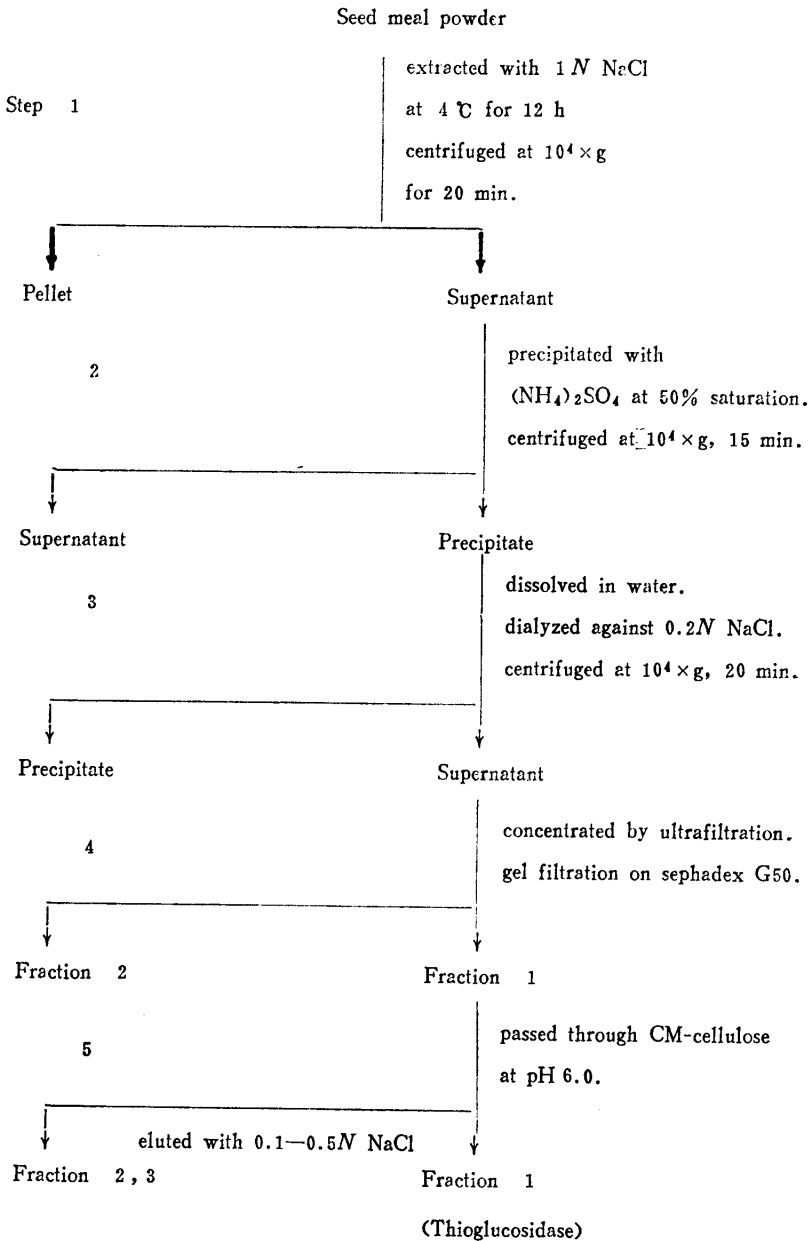 Seed meal powder
Step 1
extracted with 1N NaCl
at 4 ℃ for 12 h
centrifuged at 10⁴×g
for 20 min.
Pellet
Supernatant
2
precipitated with
(NH₄)₂SO₄ at 50% saturation.
centrifuged at 10⁴×g, 15 min.
Supernatant
Precipitate
3
dissolved in water.
dialyzed against 0.2N NaCl.
centrifuged at 10⁴×g, 20 min.
Precipitate
Supernatant
4
concentrated by ultrafiltration.
gel filtration on sephadex G50.
Fraction 2
Fraction 1
5
passed through CM-cellulose
at pH 6.0.
eluted with 0.1—0.5N NaCl
Fraction 2, 3
Fraction 1
(Thioglucosidase)